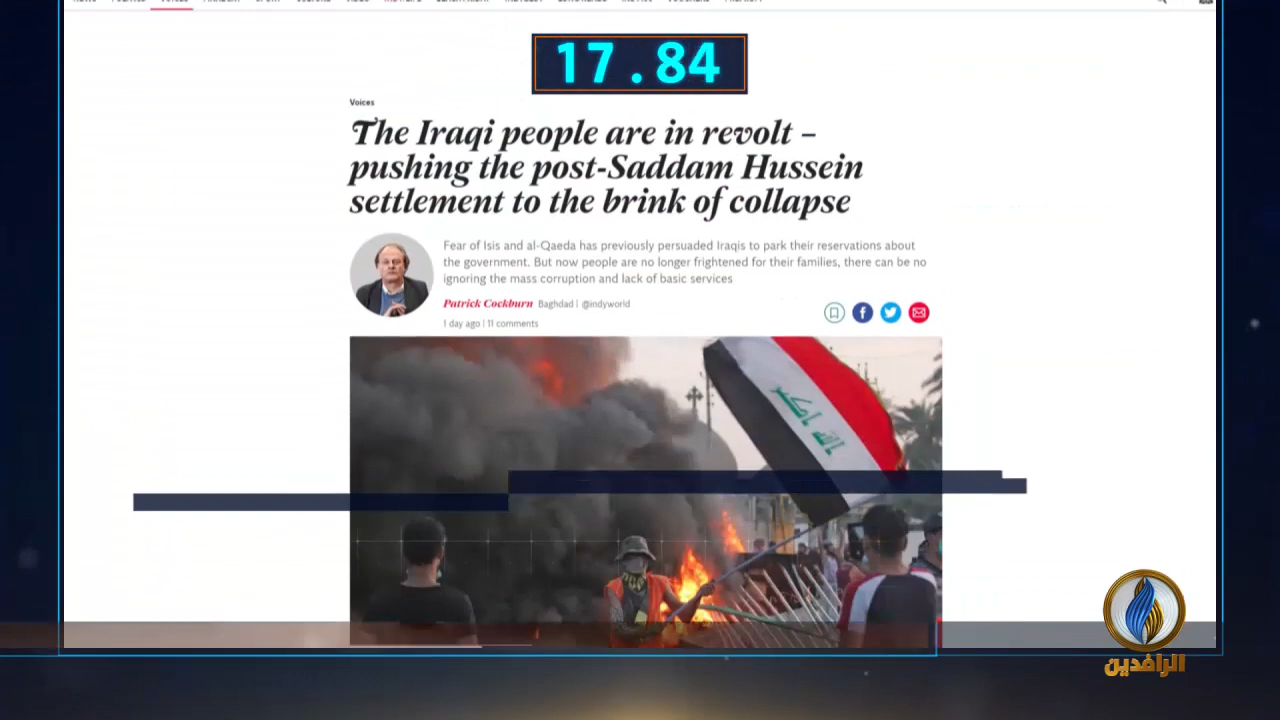 17.84
Voices
The Iraqi people are in revolt –
pushing the post-Saddam Hussein
settlement to the brink of collapse
Fear of Isis and al-Qaeda has previously persuaded Iraqis to park their reservations about
the government. But now people are no longer frightened for their families, there can be no
ignoring the mass corruption and lack of basic services
Patrick Cockburn Baghdad | @indyworld
1 day ago | 11 comments
الله اكبر
الرافدين